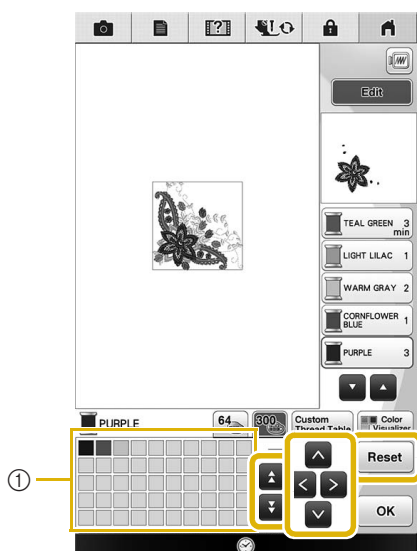 Edit
TEAL GREEN 3
min
LIGHT LILAC 1
WARM GRAY 2
CORNFLOWER
BLUE 1
PURPLE 3
PURPLE
64
300
Custom
Thread Table
Color
Visualizer
Reset
OK
①